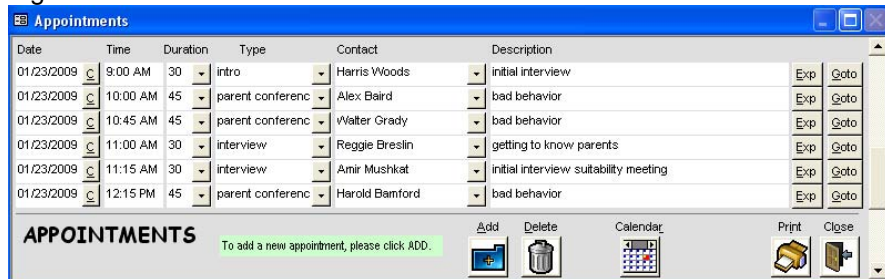 Appointments
Date Time Duration Type Contact Description
01/23/2009 C 9:00 AM 30 intro Harris Woods initial interview Exp Goto
01/23/2009 C 10:00 AM 45 parent conferenc Alex Baird bad behavior Exp Goto
01/23/2009 C 10:45 AM 45 parent conferenc Walter Grady bad behavior Exp Goto
01/23/2009 C 11:00 AM 30 interview Reggie Breslin getting to know parents Exp Goto
01/23/2009 C 11:15 AM 30 interview Amir Mushkat initial interview suitability meeting Exp Goto
01/23/2009 C 12:15 PM 45 parent conferenc Harold Bamford bad behavior Exp Goto
Add Delete Calendar Print Close
APPOINTMENTS To add a new appointment, please click ADD.